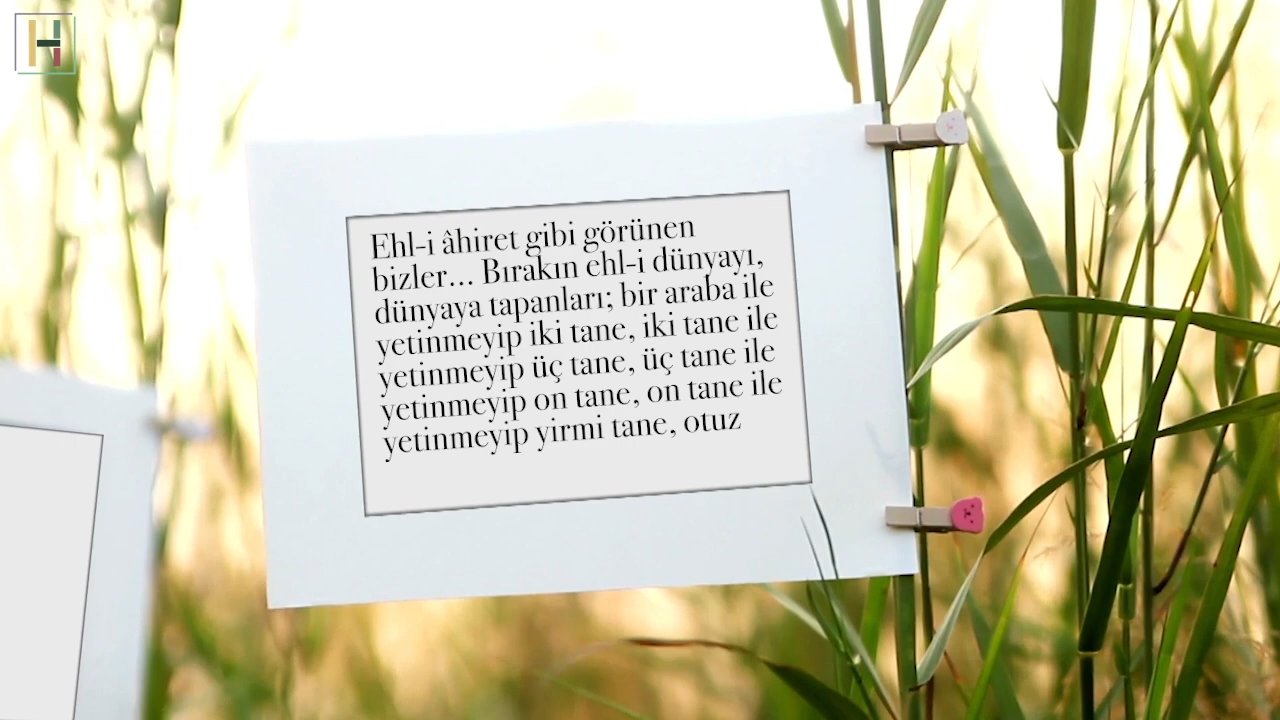 H
Ehl-i âhiret gibi görünen
bizler... Bırakın ehl-i dünyayı,
dünyaya tapanları; bir araba ile
yetinmeyip iki tane, iki tane ile
yetinmeyip üç tane, üç tane ile
yetinmeyip on tane, on tane ile
yetinmeyip yirmi tane, otuz